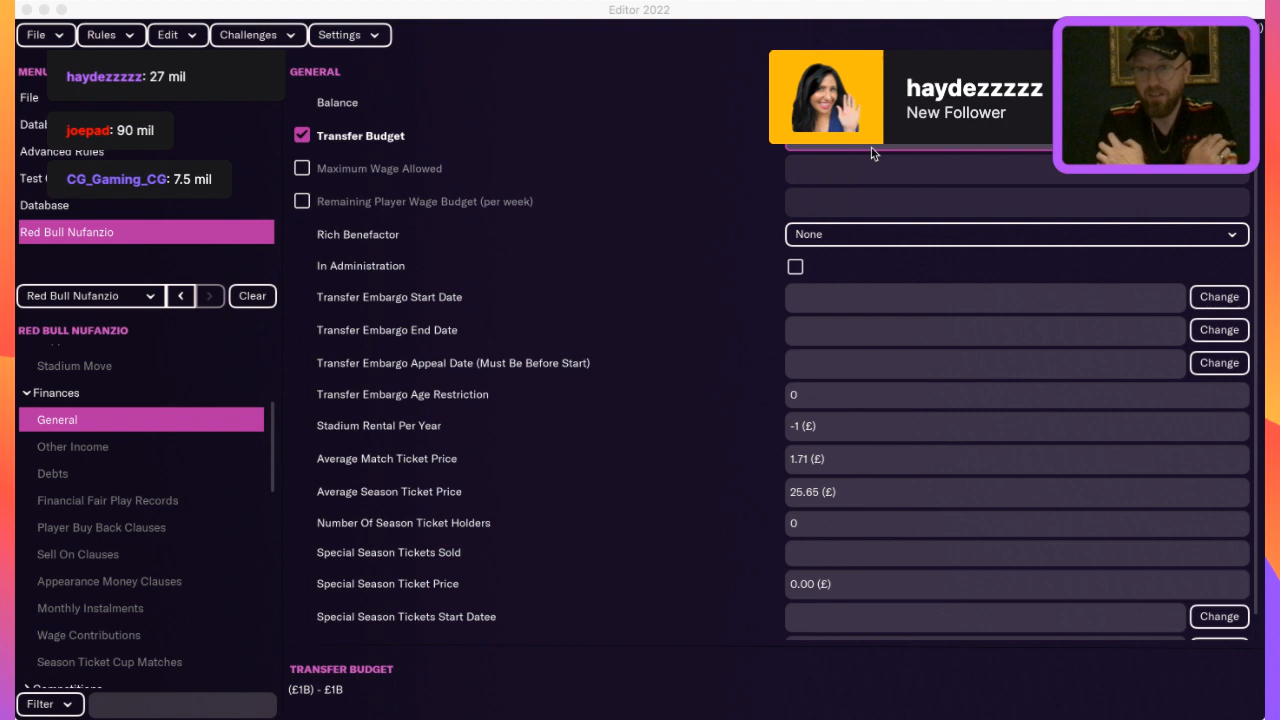 Editor 2022
File
Rules
Edit
Challenges
Settings
MENU
File
Advanced Rules
Test
Database
Red Bull Nufanzio
haydezzzzz: 27 mil
joepad: 90 mil
CG_Gaming_CG: 7.5 mil
Red Bull Nufanzio
Clear
RED BULL NUFANZIO
Stadium Move
Finances
General
Other Income
Debts
Financial Fair Play Records
Player Buy Back Clauses
Sell On Clauses
Appearance Money Clauses
Monthly Instalments
Wage Contributions
Season Ticket Cup Matches
Competitions
Filter
GENERAL
Balance
Transfer Budget
Maximum Wage Allowed
Remaining Player Wage Budget (per week)
Rich Benefactor
None
In Administration
Transfer Embargo Start Date
Change
Transfer Embargo End Date
Change
Transfer Embargo Appeal Date (Must Be Before Start)
Change
Transfer Embargo Age Restriction
0
Stadium Rental Per Year
-1 (£)
Average Match Ticket Price
1.71 (£)
Average Season Ticket Price
25.65 (£)
Number Of Season Ticket Holders
0
Special Season Tickets Sold
Special Season Ticket Price
0.00 (£)
Special Season Tickets Start Datee
Change
TRANSFER BUDGET
(£1B) - £1B
haydezzzzz
New Follower